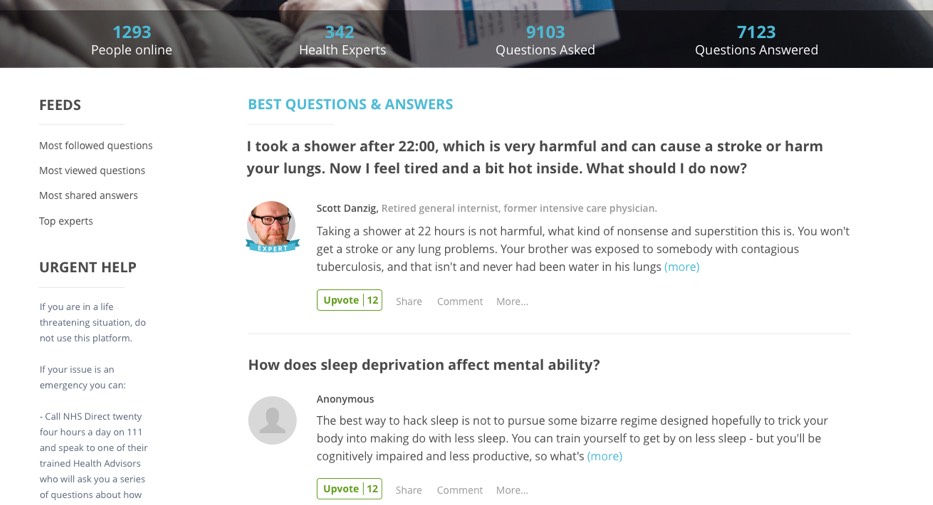 1293
People online
342
Health Experts
9103
Questions Asked
7123
Questions Answered
FEEDS
Most followed questions
Most viewed questions
Most shared answers
Top experts
URGENT HELP
If you are in a life
threatening situation, do
not use this platform.
If your issue is an
emergency you can:
- Call NHS Direct twenty
four hours a day on 111
and speak to one of their
trained Health Advisors
who will ask you a series
of questions about how
BEST QUESTIONS & ANSWERS
I took a shower after 22:00, which is very harmful and can cause a stroke or harm
your lungs. Now I feel tired and a bit hot inside. What should I do now?
EXPERT
Scott Danzig, Retired general internist, former intensive care physician.
Taking a shower at 22 hours is not harmful, what kind of nonsense and superstition this is. You won't
get a stroke or any lung problems. Your brother was exposed to somebody with contagious
tuberculosis, and that isn't and never had been water in his lungs (more)
Upvote 12 Share Comment More...
How does sleep deprivation affect mental ability?
Anonymous
The best way to hack sleep is not to pursue some bizarre regime designed hopefully to trick your
body into making do with less sleep. You can train yourself to get by on less sleep - but you'll be
cognitively impaired and less productive, so what's (more)
Upvote 12 Share Comment More...